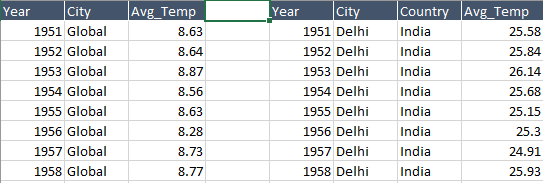 Year City Avg_Temp Year City Country Avg_Temp
1951 Global 8.63 1951 Delhi India 25.58
1952 Global 8.64 1952 Delhi India 25.84
1953 Global 8.87 1953 Delhi India 26.14
1954 Global 8.56 1954 Delhi India 25.68
1955 Global 8.63 1955 Delhi India 25.15
1956 Global 8.28 1956 Delhi India 25.3
1957 Global 8.73 1957 Delhi India 24.91
1958 Global 8.77 1958 Delhi India 25.93